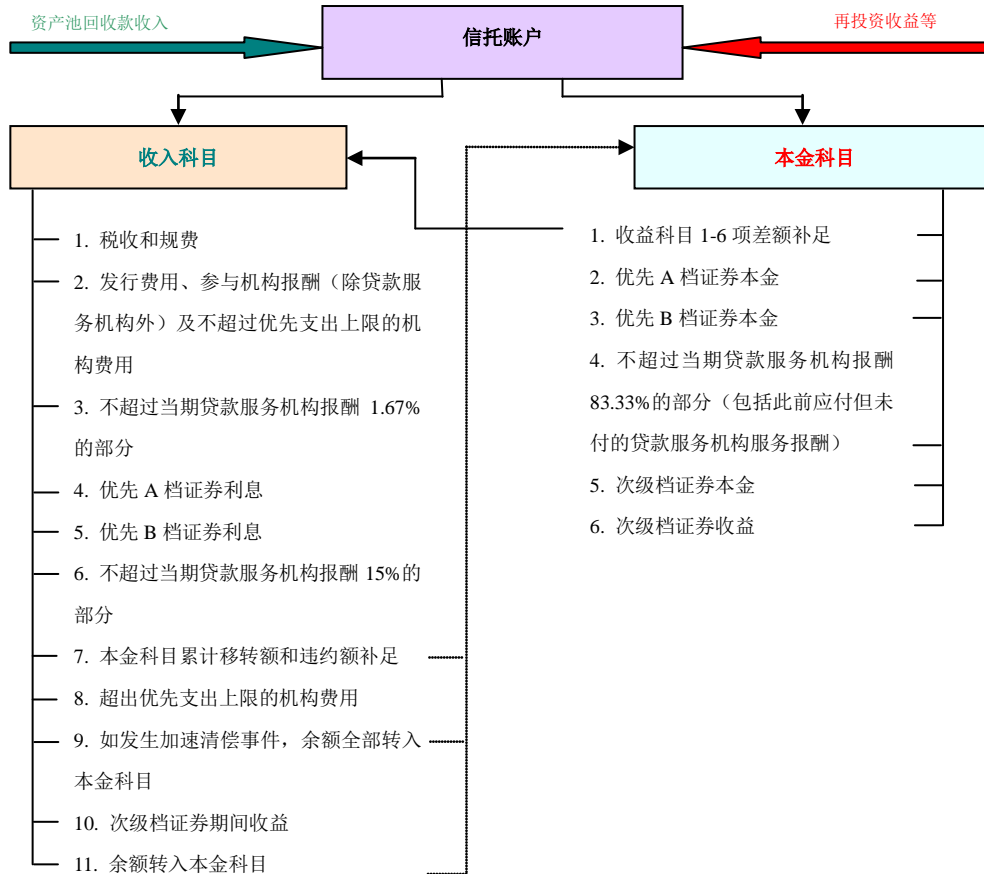 资产池回收款收入
信托账户
再投资收益等
收入科目
本金科目
1. 税收和规费
2. 发行费用、参与机构报酬（除贷款服
务机构外）及不超过优先支出上限的机
构费用
3. 不超过当期贷款服务机构报酬 1.67%
的部分
4. 优先 A 档证券利息
5. 优先 B 档证券利息
6. 不超过当期贷款服务机构报酬 15%的
部分
7. 本金科目累计移转额和违约额补足
8. 超出优先支出上限的机构费用
9. 如发生加速清偿事件，余额全部转入
本金科目
10. 次级档证券期间收益
11. 余额转入本金科目
1. 收益科目 1-6 项差额补足
2. 优先 A 档证券本金
3. 优先 B 档证券本金
4. 不超过当期贷款服务机构报酬
83.33%的部分（包括此前应付但未
付的贷款服务机构服务报酬）
5. 次级档证券本金
6. 次级档证券收益